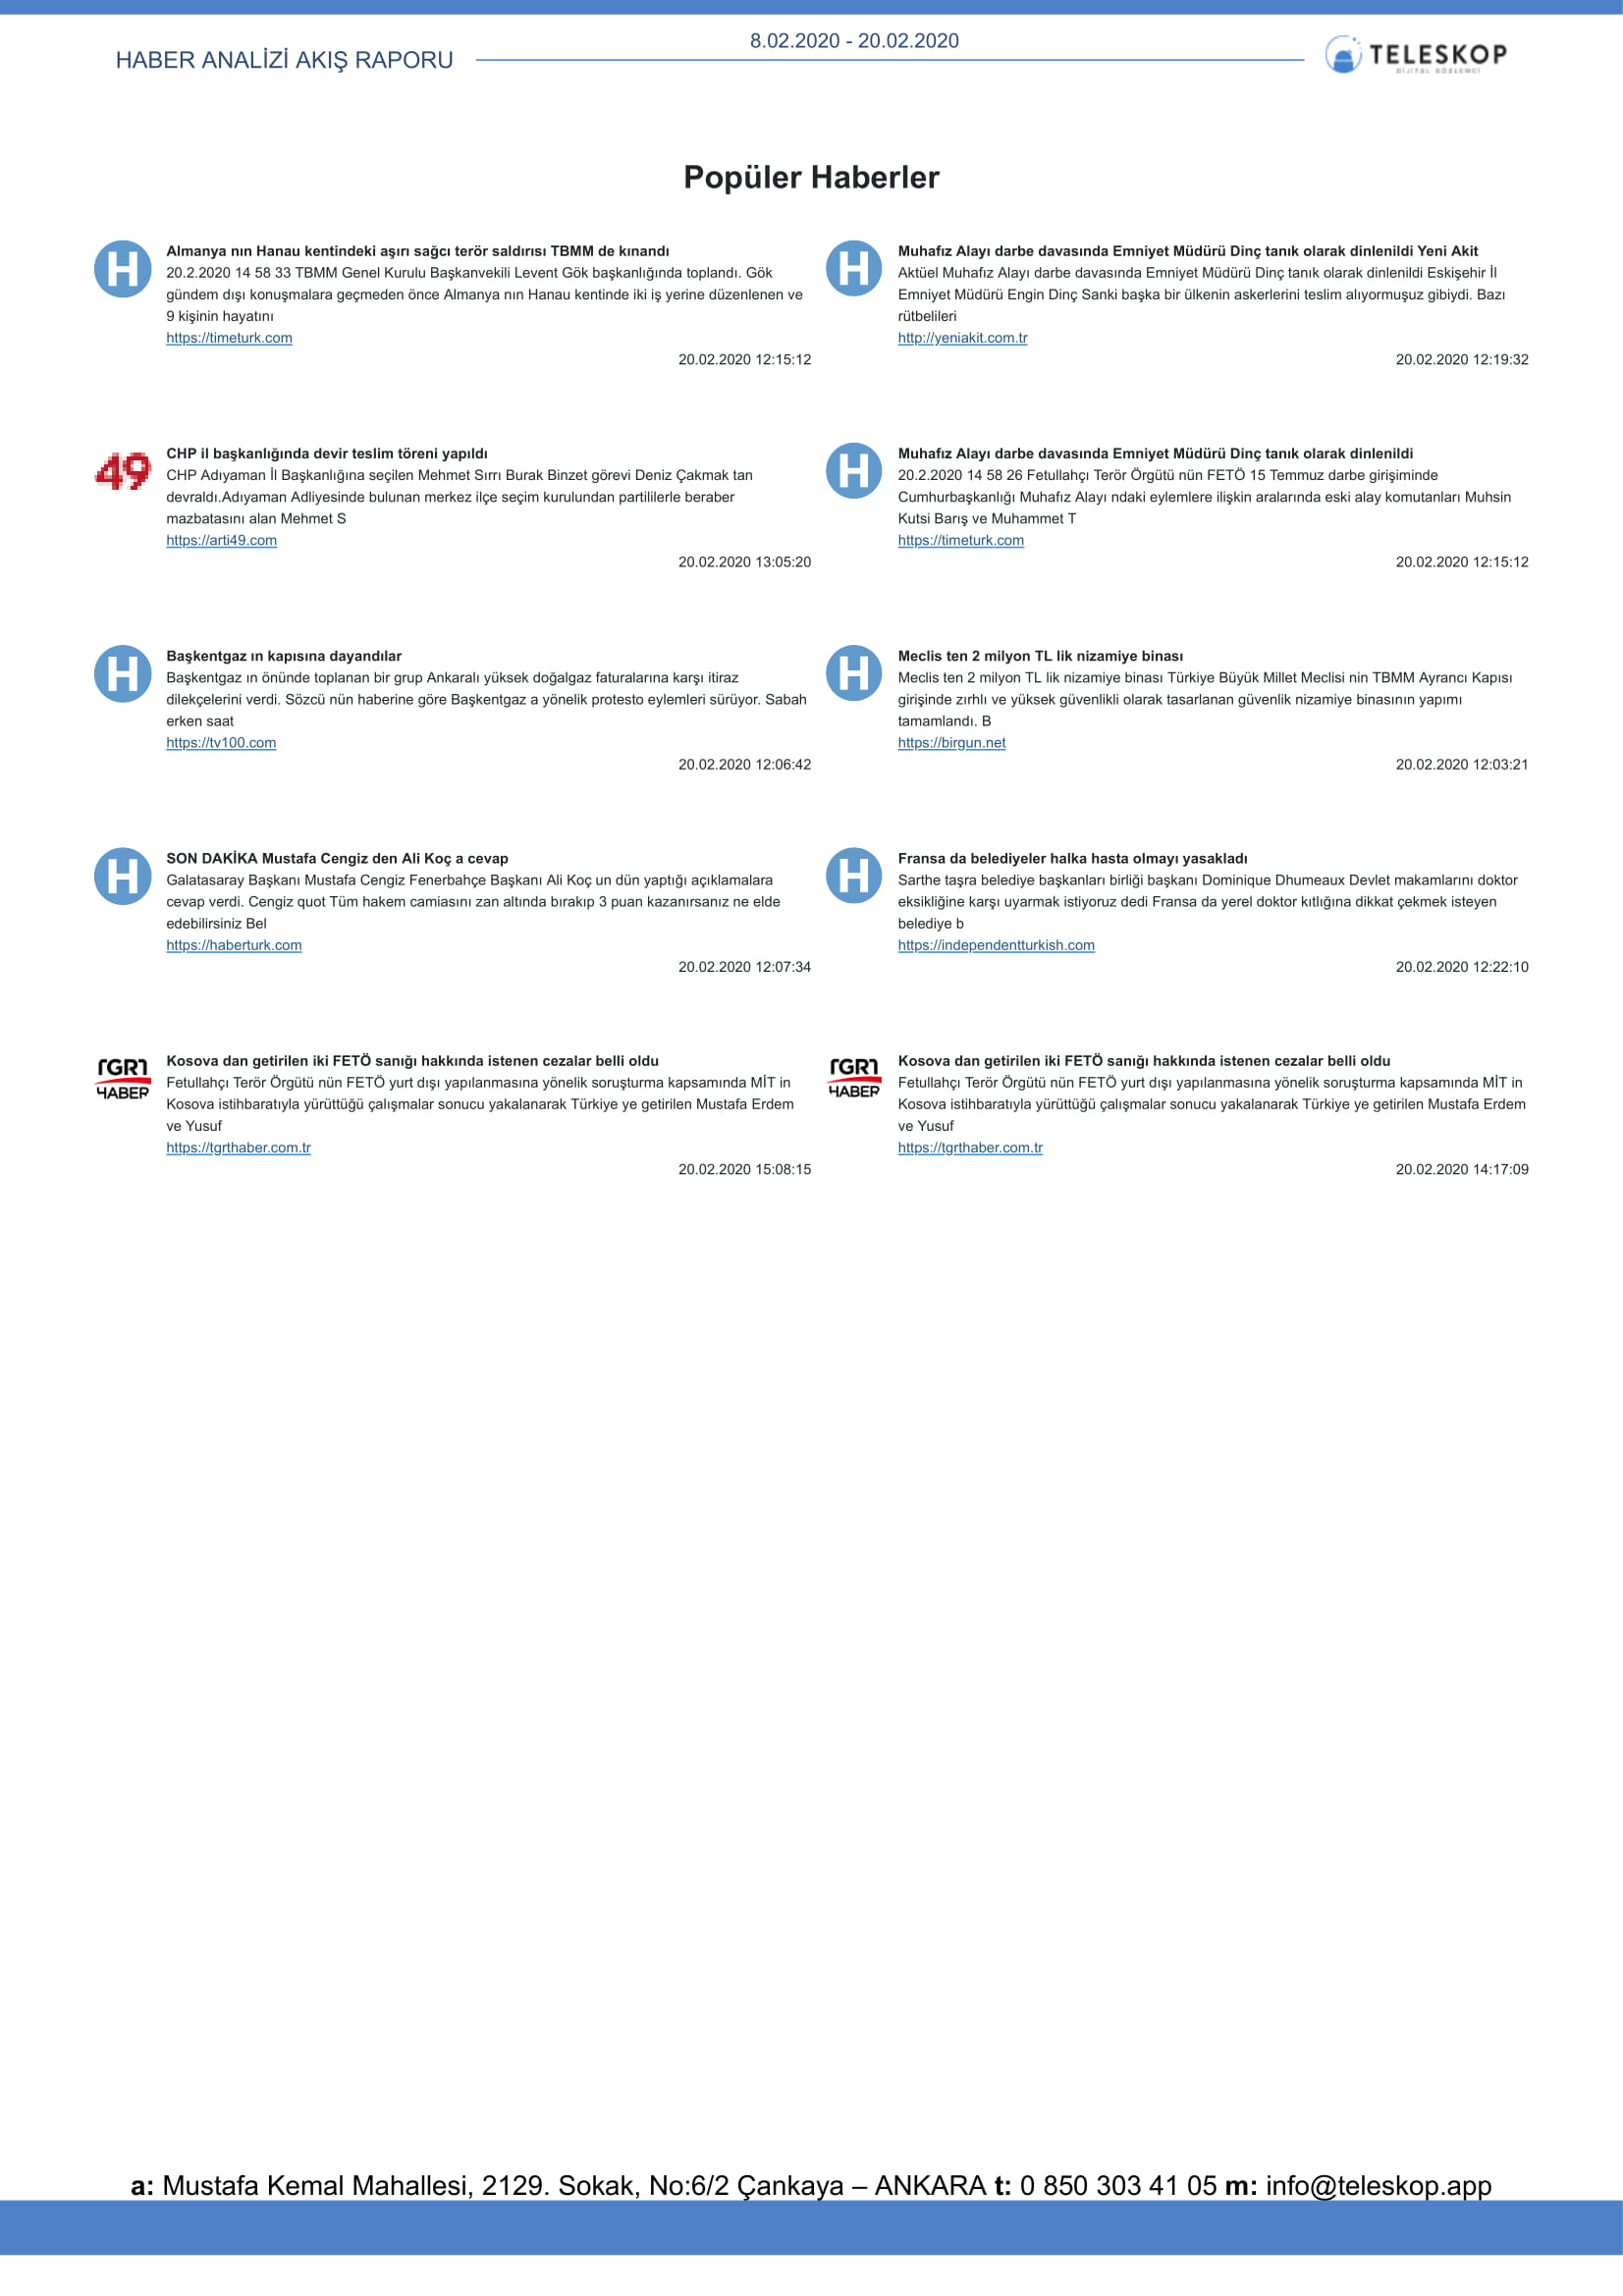 HABER ANALİZİ AKIŞ RAPORU
8.02.2020 - 20.02.2020
TELESKOP
DİJİTAL GÖZLEMCİ
Popüler Haberler
H
Almanya nın Hanau kentindeki aşırı sağcı terör saldırısı TBMM de kınandı
20.2.2020 14 58 33 TBMM Genel Kurulu Başkanvekili Levent Gök başkanlığında toplandı. Gök
gündem dışı konuşmalara geçmeden önce Almanya nın Hanau kentinde iki iş yerine düzenlenen ve
9 kişinin hayatını
https://timeturk.com
20.02.2020 12:15:12
H
Muhafız Alayı darbe davasında Emniyet Müdürü Dinç tanık olarak dinlenildi Yeni Akit
Aktüel Muhafız Alayı darbe davasında Emniyet Müdürü Dinç tanık olarak dinlenildi Eskişehir İl
Emniyet Müdürü Engin Dinç Sanki başka bir ülkenin askerlerini teslim alıyormuşuz gibiydi. Bazı
rütbelileri
http://yeniakit.com.tr
20.02.2020 12:19:32
49
CHP il başkanlığında devir teslim töreni yapıldı
CHP Adıyaman İl Başkanlığına seçilen Mehmet Sırrı Burak Binzet görevi Deniz Çakmak tan
devraldı.Adıyaman Adliyesinde bulunan merkez ilçe seçim kurulundan partililerle beraber
mazbatasını alan Mehmet S
https://arti49.com
20.02.2020 13:05:20
H
Muhafız Alayı darbe davasında Emniyet Müdürü Dinç tanık olarak dinlenildi
20.2.2020 14 58 26 Fetullahçı Terör Örgütü nün FETÖ 15 Temmuz darbe girişiminde
Cumhurbaşkanlığı Muhafız Alayı ndaki eylemlere ilişkin aralarında eski alay komutanları Muhsin
Kutsi Barış ve Muhammet T
https://timeturk.com
20.02.2020 12:15:12
H
Başkentgaz ın kapısına dayandılar
Başkentgaz ın önünde toplanan bir grup Ankaralı yüksek doğalgaz faturalarına karşı itiraz
dilekçelerini verdi. Sözcü nün haberine göre Başkentgaz a yönelik protesto eylemleri sürüyor. Sabah
erken saat
https://tv100.com
20.02.2020 12:06:42
H
Meclis ten 2 milyon TL lik nizamiye binası
Meclis ten 2 milyon TL lik nizamiye binası Türkiye Büyük Millet Meclisi nin TBMM Ayrancı Kapısı
girişinde zırhlı ve yüksek güvenlikli olarak tasarlanan güvenlik nizamiye binasının yapımı
tamamlandı. B
https://birgun.net
20.02.2020 12:03:21
H
SON DAKİKA Mustafa Cengiz den Ali Koç a cevap
Galatasaray Başkanı Mustafa Cengiz Fenerbahçe Başkanı Ali Koç un dün yaptığı açıklamalara
cevap verdi. Cengiz quot Tüm hakem camiasını zan altında bırakıp 3 puan kazanırsanız ne elde
edebilirsiniz Bel
https://haberturk.com
20.02.2020 12:07:34
H
Fransa da belediyeler halka hasta olmayı yasakladı
Sarthe taşra belediye başkanları birliği başkanı Dominique Dhumeaux Devlet makamlarını doktor
eksikliğine karşı uyarmak istiyoruz dedi Fransa da yerel doktor kıtlığına dikkat çekmek isteyen
belediye b
https://independentturkish.com
20.02.2020 12:22:10
TGRT
HABER
Kosova dan getirilen iki FETÖ sanığı hakkında istenen cezalar belli oldu
Fetullahçı Terör Örgütü nün FETÖ yurt dışı yapılanmasına yönelik soruşturma kapsamında MİT in
Kosova istihbaratıyla yürüttüğü çalışmalar sonucu yakalanarak Türkiye ye getirilen Mustafa Erdem
ve Yusuf
https://tgrthaber.com.tr
20.02.2020 15:08:15
TGRT
HABER
Kosova dan getirilen iki FETÖ sanığı hakkında istenen cezalar belli oldu
Fetullahçı Terör Örgütü nün FETÖ yurt dışı yapılanmasına yönelik soruşturma kapsamında MİT in
Kosova istihbaratıyla yürüttüğü çalışmalar sonucu yakalanarak Türkiye ye getirilen Mustafa Erdem
ve Yusuf
https://tgrthaber.com.tr
20.02.2020 14:17:09
a: Mustafa Kemal Mahallesi, 2129. Sokak, No:6/2 Çankaya – ANKARA t: 0 850 303 41 05 m: info@teleskop.app